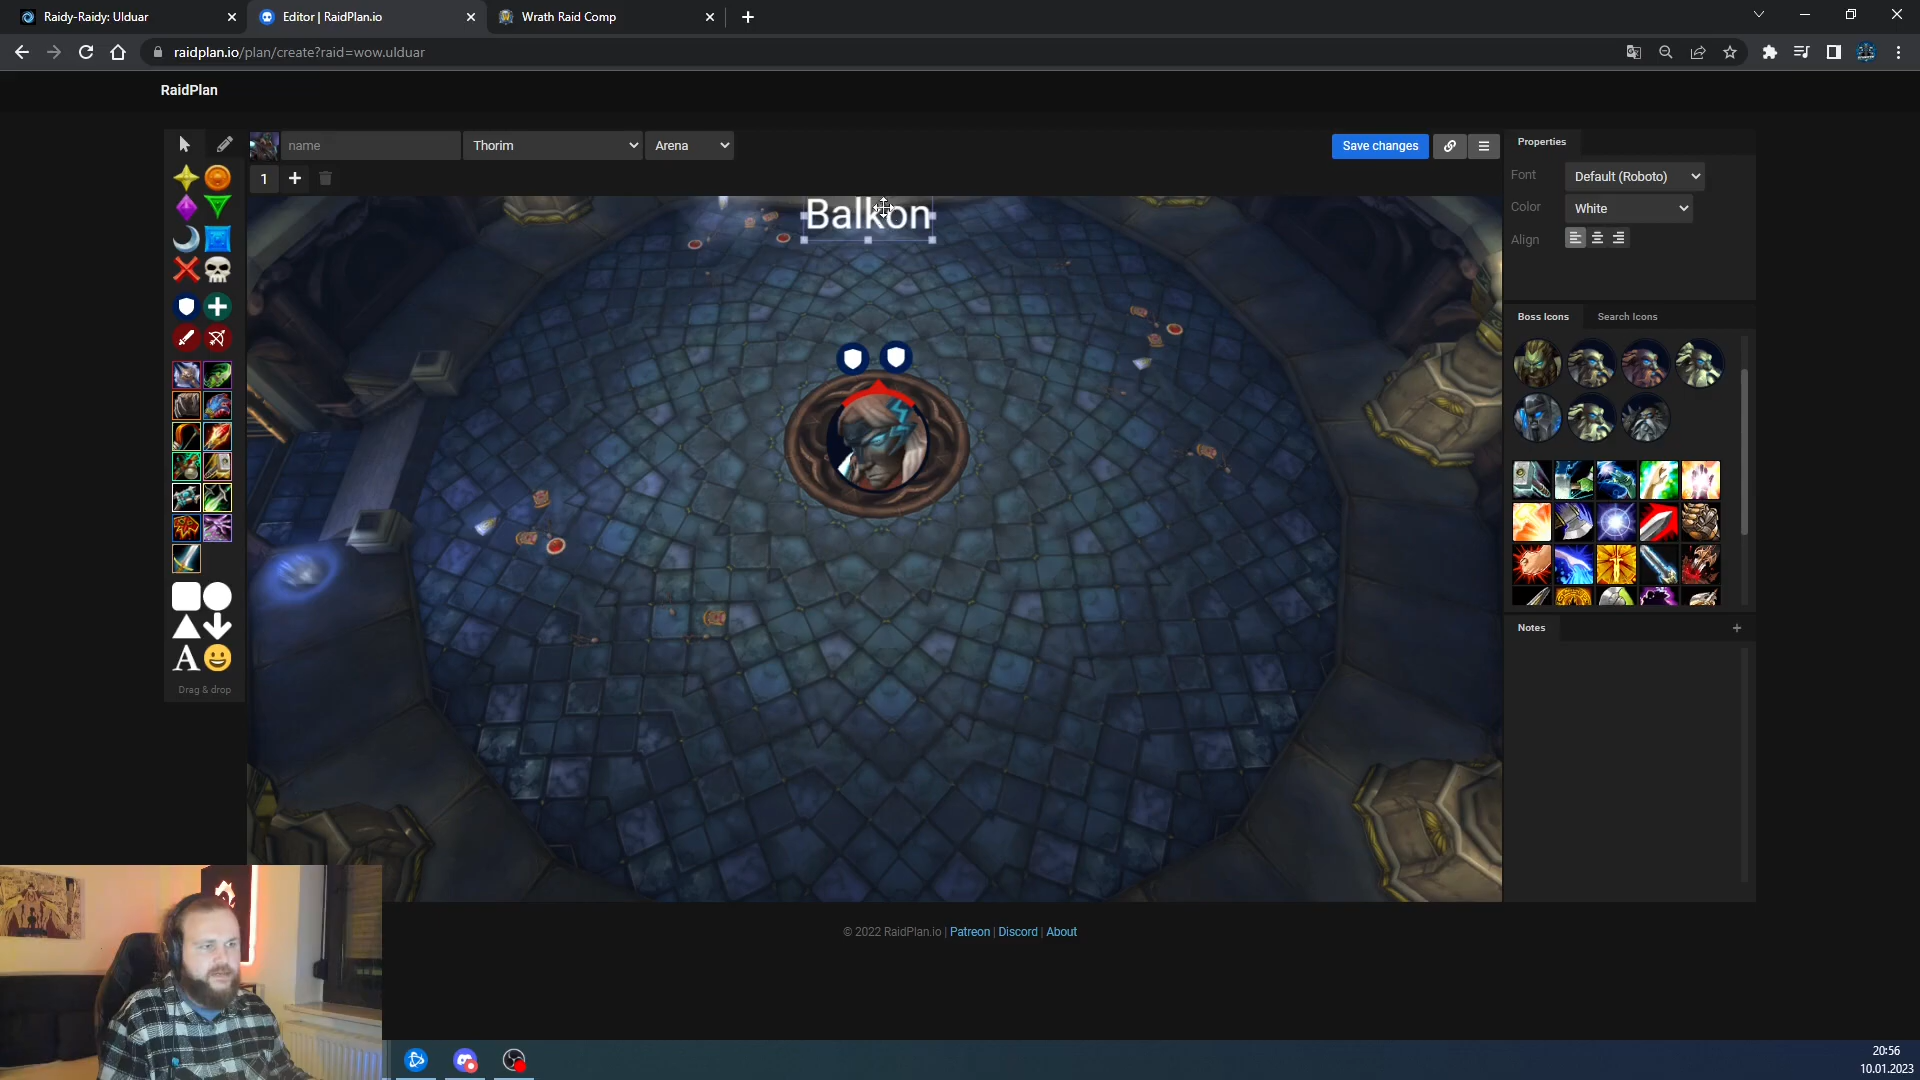 Raidy-Raidy: Ulduar
Editor | RaidPlan.io
Wrath Raid Comp
raidplan.io/plan/create?raid=wow.ulduar
RaidPlan
name
Thorim
Arena
Save changes
1
Balkon
Properties
Font
Default (Roboto)
Color
White
Align
Boss Icons
Search Icons
Notes
A
Drag & drop
© 2022 RaidPlan.io | Patreon | Discord | About
20:56
10.01.2023